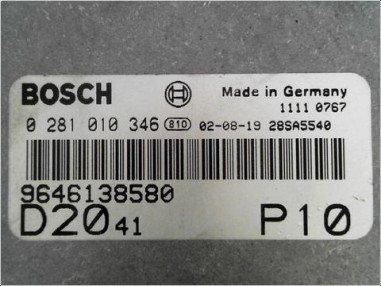 BOSCH Made in Germany
1111 0767
0 281 010 346 810 02-08-19 28SA5540
9646138580
D20 41 P10